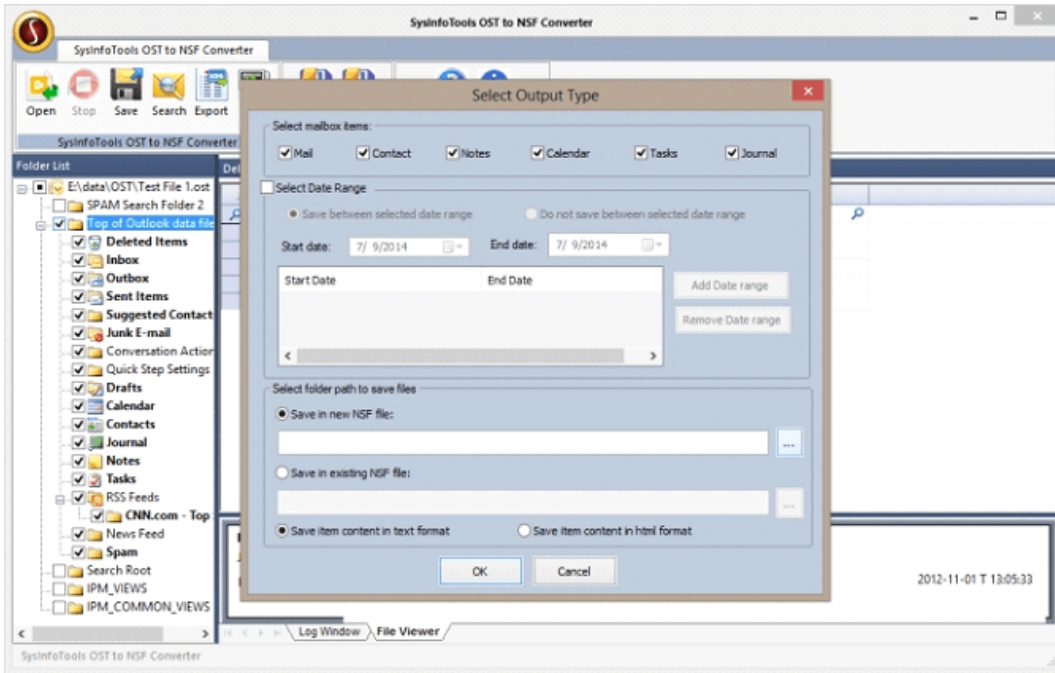 SysInfoTools OST to NSF Converter
SysInfoTools OST to NSF Converter
Open Stop Save Search Export
SysInfoTools OST to NSF Converter
Select Output Type
Select mailbox items:
Mail Contact Notes Calendar Tasks Journal
Select Date Range
Save between selected date range Do not save between selected date range
Start date: 7/ 9/2014 End date: 7/ 9/2014
Start Date End Date
Add Date range
Remove Date range
Select folder path to save files
Save in new NSF file:
...
Save in existing NSF file:
...
Save item content in text format Save item content in html format
OK Cancel
Folder List
E:\data\OST\Test File 1.ost
SPAM Search Folder 2
Top of Outlook data file
Deleted Items
Inbox
Outbox
Sent Items
Suggested Contact
Junk E-mail
Conversation Action
Quick Step Settings
Drafts
Calendar
Contacts
Journal
Notes
Tasks
RSS Feeds
CNN.com - Top
News Feed
Spam
Search Root
IPM_VIEWS
IPM_COMMON_VIEWS
2012-11-01 T 13:05:33
Log Window File Viewer
SysInfoTools OST to NSF Converter